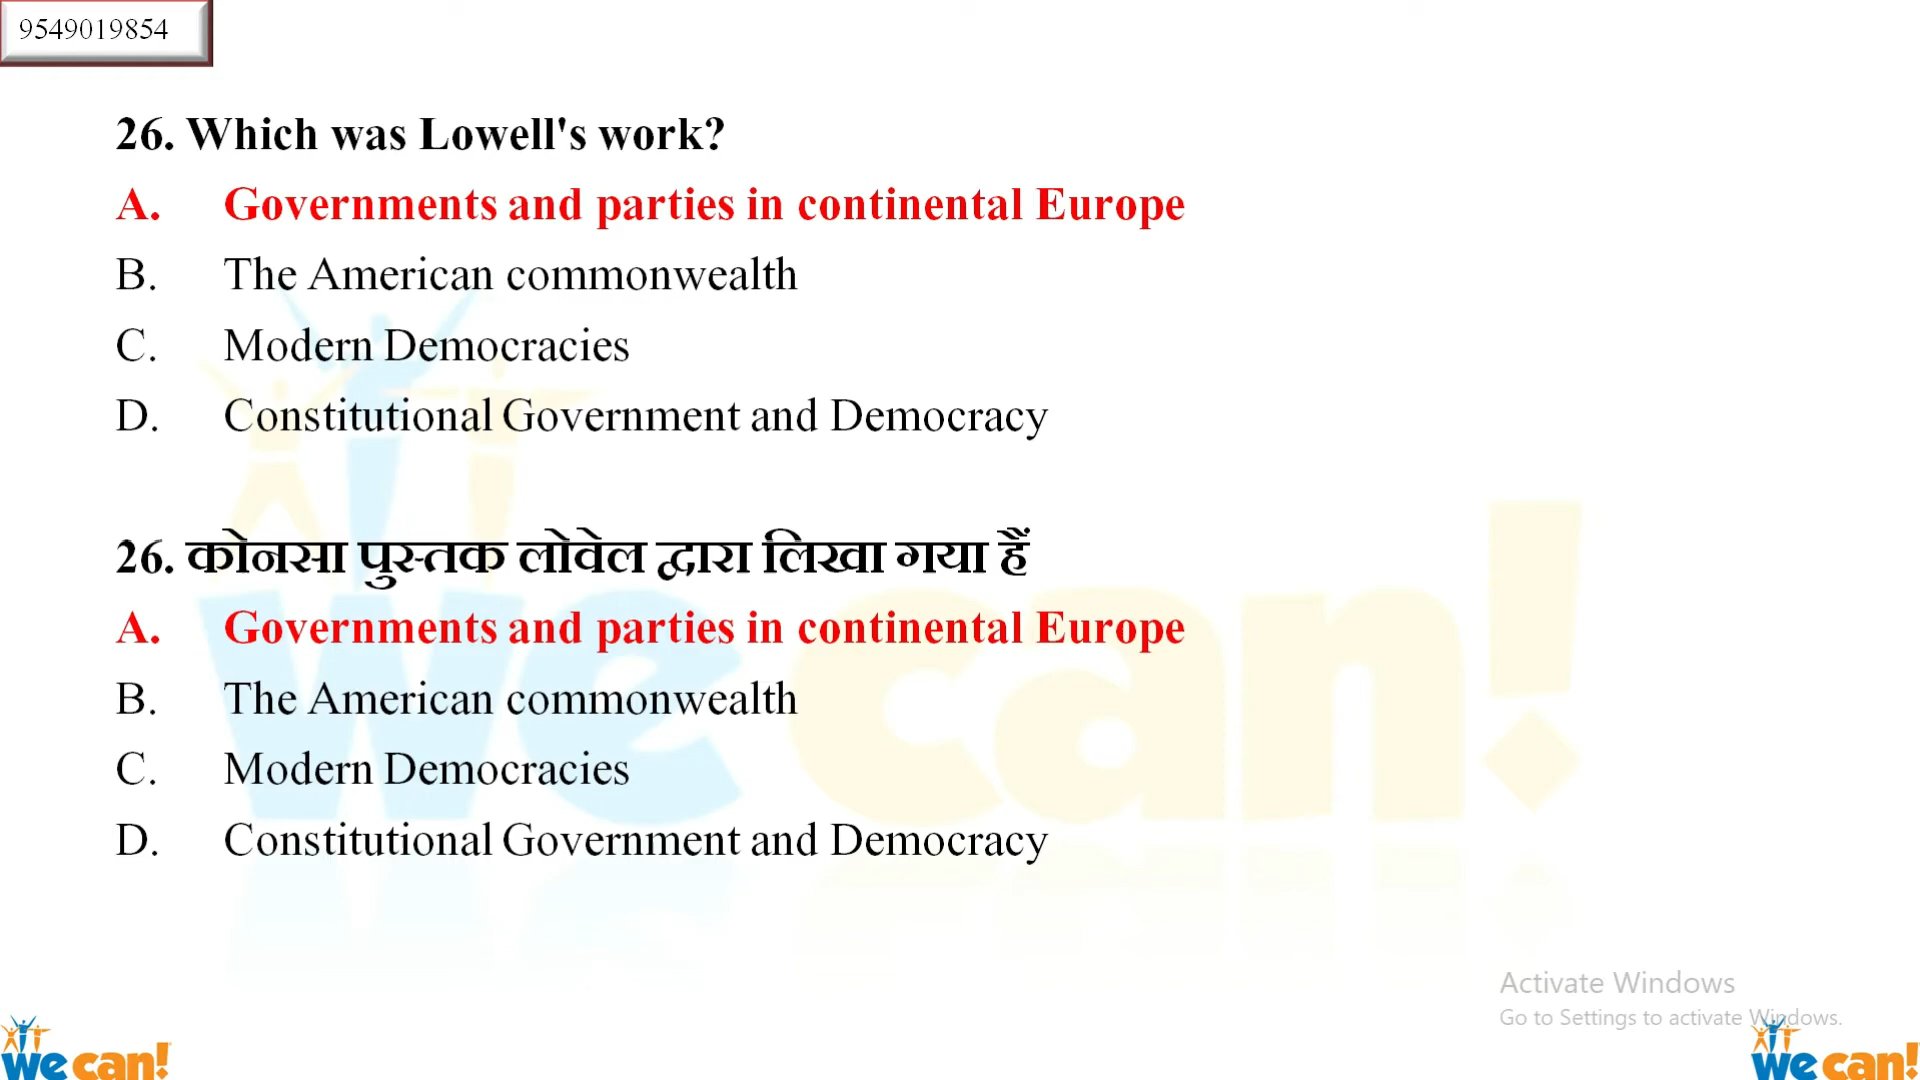 9549019854
26. Which was Lowell's work?
A. Governments and parties in continental Europe
B. The American commonwealth
C. Modern Democracies
D. Constitutional Government and Democracy
26. कोनसा पुस्तक लोवेल द्वारा लिखा गया हैं
A. Governments and parties in continental Europe
B. The American commonwealth
C. Modern Democracies
D. Constitutional Government and Democracy
we can!
Activate Windows
Go to Settings to activate Windows.
we can!
we can!